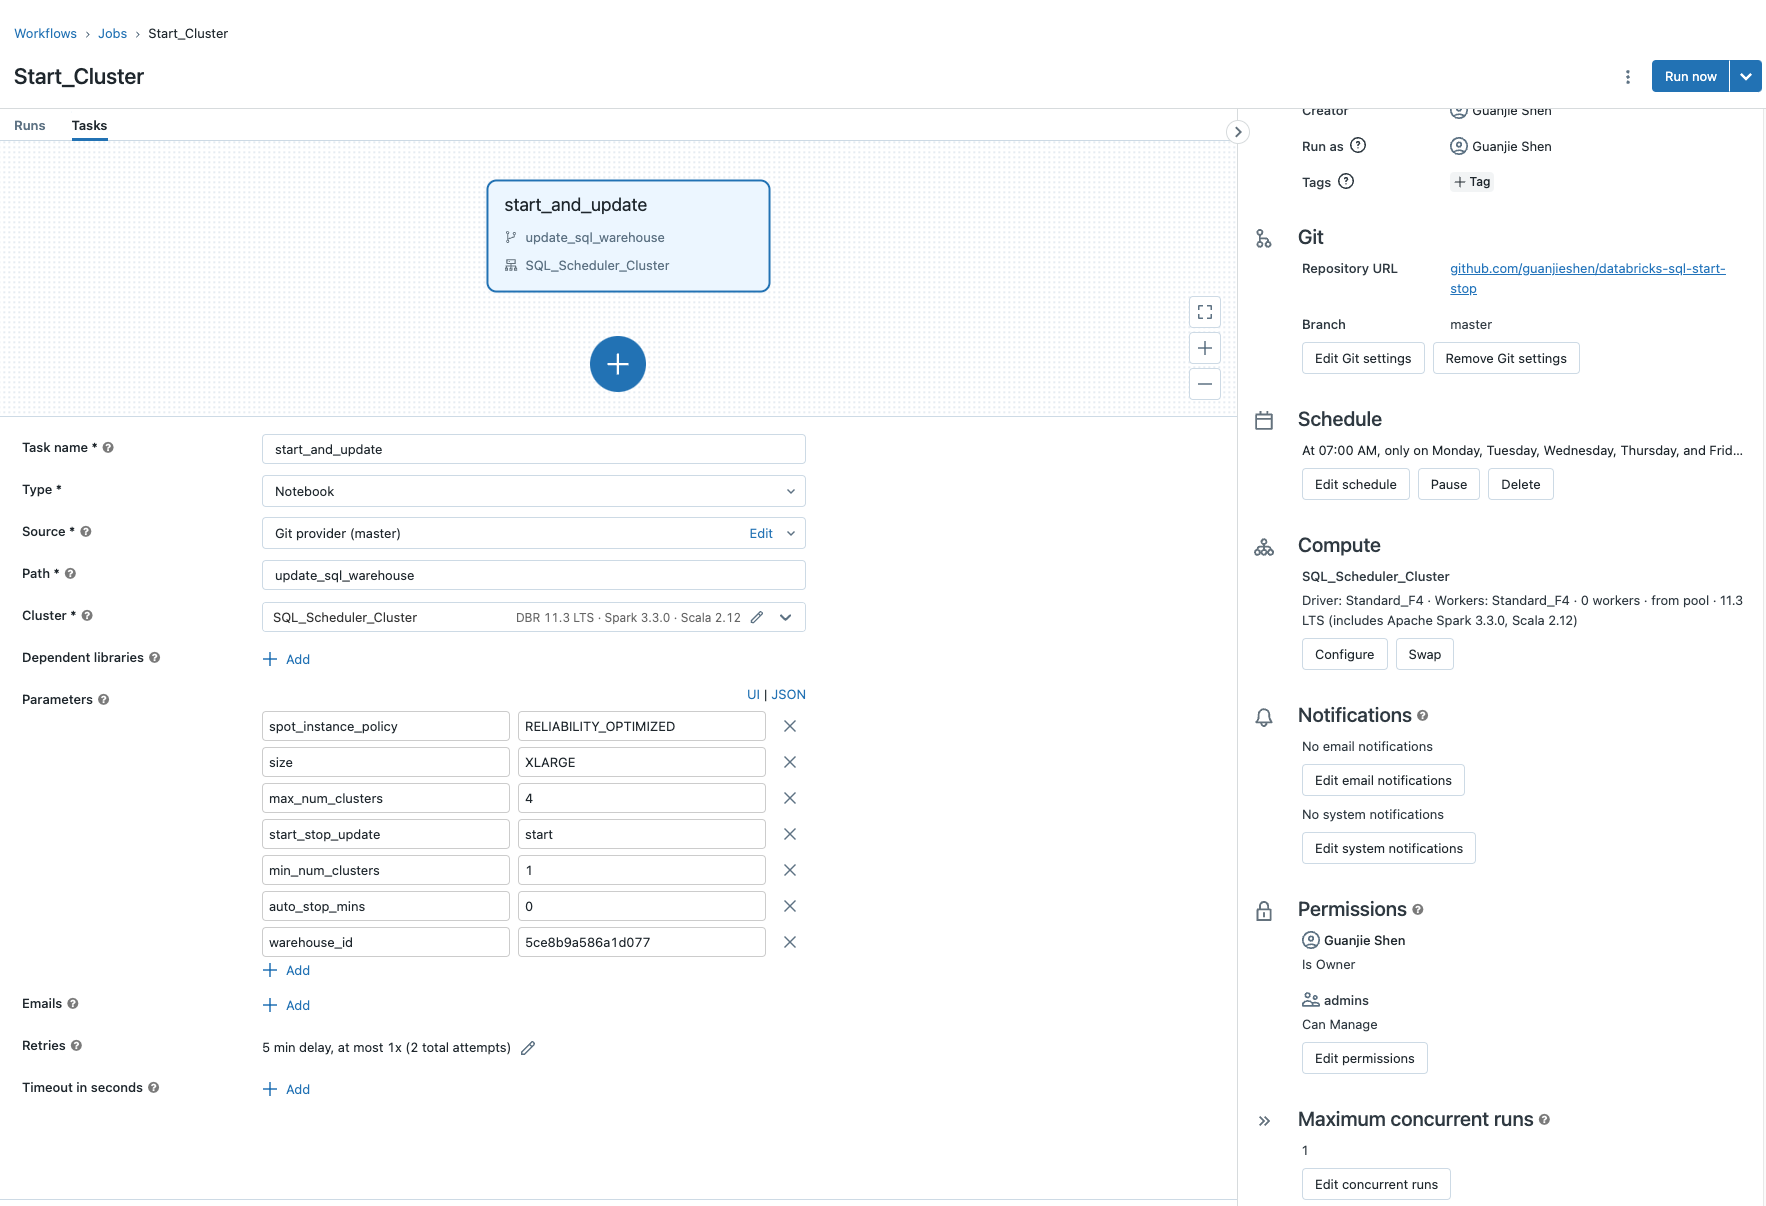 Workflows › Jobs › Start_Cluster
Start_Cluster
Run now
Runs Tasks
start_and_update
update_sql_warehouse
SQL_Scheduler_Cluster
Task name *
start_and_update
Type *
Notebook
Source *
Git provider (master) Edit
Path *
update_sql_warehouse
Cluster *
SQL_Scheduler_Cluster DBR 11.3 LTS · Spark 3.3.0 · Scala 2.12
Dependent libraries
+ Add
Parameters
UI | JSON
spot_instance_policy RELIABILITY_OPTIMIZED
size XLARGE
max_num_clusters 4
start_stop_update start
min_num_clusters 1
auto_stop_mins 0
warehouse_id 5ce8b9a586a1d077
+ Add
Emails
+ Add
Retries
5 min delay, at most 1x (2 total attempts)
Timeout in seconds
+ Add
Creator Guanjie Shen
Run as Guanjie Shen
Tags + Tag
Git
Repository URL github.com/guanjieshen/databricks-sql-start-
stop
Branch master
Edit Git settings Remove Git settings
Schedule
At 07:00 AM, only on Monday, Tuesday, Wednesday, Thursday, and Frid...
Edit schedule Pause Delete
Compute
SQL_Scheduler_Cluster
Driver: Standard_F4 · Workers: Standard_F4 · 0 workers · from pool · 11.3
LTS (includes Apache Spark 3.3.0, Scala 2.12)
Configure Swap
Notifications
No email notifications
Edit email notifications
No system notifications
Edit system notifications
Permissions
Guanjie Shen
Is Owner
admins
Can Manage
Edit permissions
Maximum concurrent runs
1
Edit concurrent runs